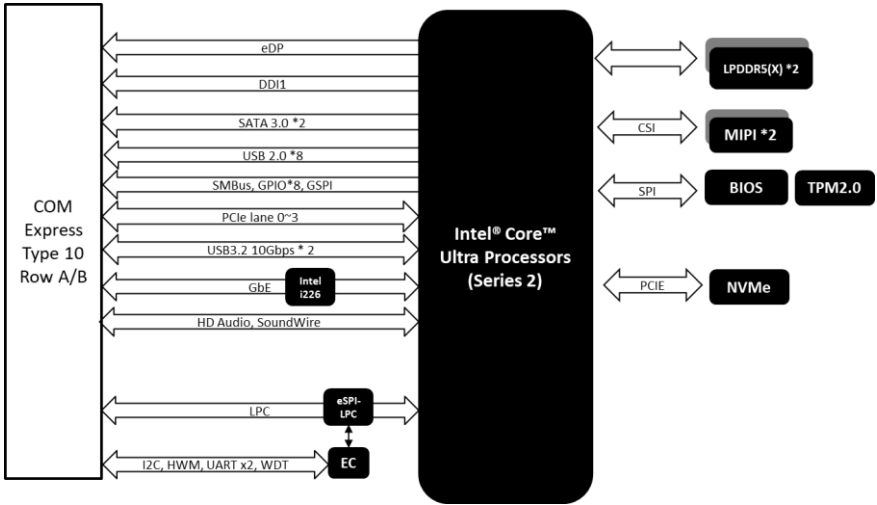 COM
Express
Type 10
Row A/B
eDP
DDI1
SATA 3.0 *2
USB 2.0 *8
SMBus, GPIO*8, GSPI
PCIe lane 0~3
USB3.2 10Gbps * 2
GbE
Intel
i226
HD Audio, SoundWire
LPC
eSPI-
LPC
I2C, HWM, UART x2, WDT
EC
Intel® Core™
Ultra Processors
(Series 2)
LPDDR5(X) *2
CSI
MIPI *2
SPI
BIOS
TPM2.0
PCIE
NVMe